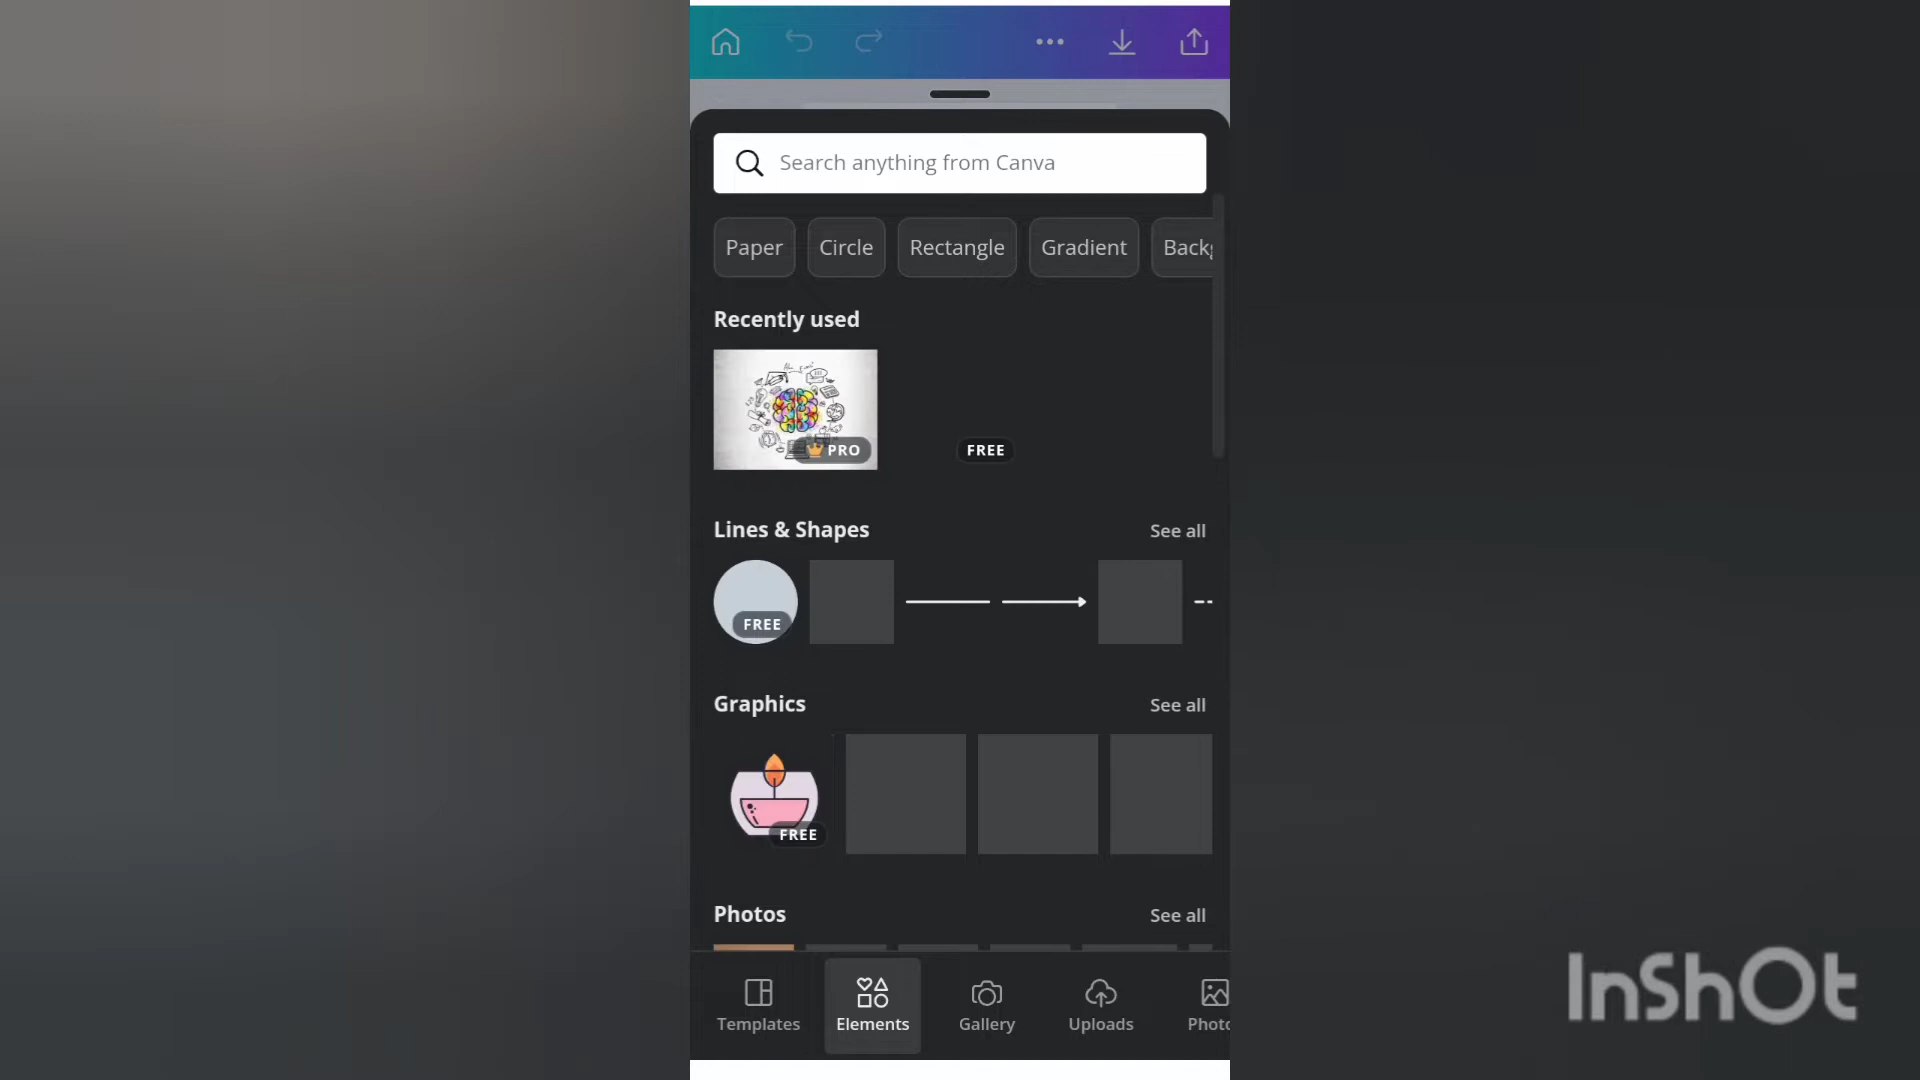 Search anything from Canva
Paper
Circle
Rectangle
Gradient
Back
Recently used
PRO
FREE
Lines & Shapes
See all
FREE
Graphics
See all
FREE
Photos
See all
Templates
Elements
Gallery
Uploads
Photo
InShOt